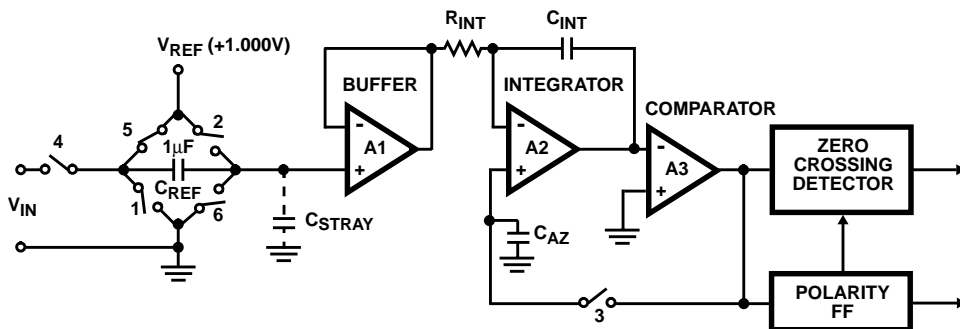 V_REF (+1.000V)
R_INT
C_INT
BUFFER
INTEGRATOR
COMPARATOR
5
2
4
1µF
C_REF
1
6
V_IN
C_STRAY
-
A1
+
-
A2
+
-
A3
+
C_AZ
3
ZERO
CROSSING
DETECTOR
POLARITY
FF